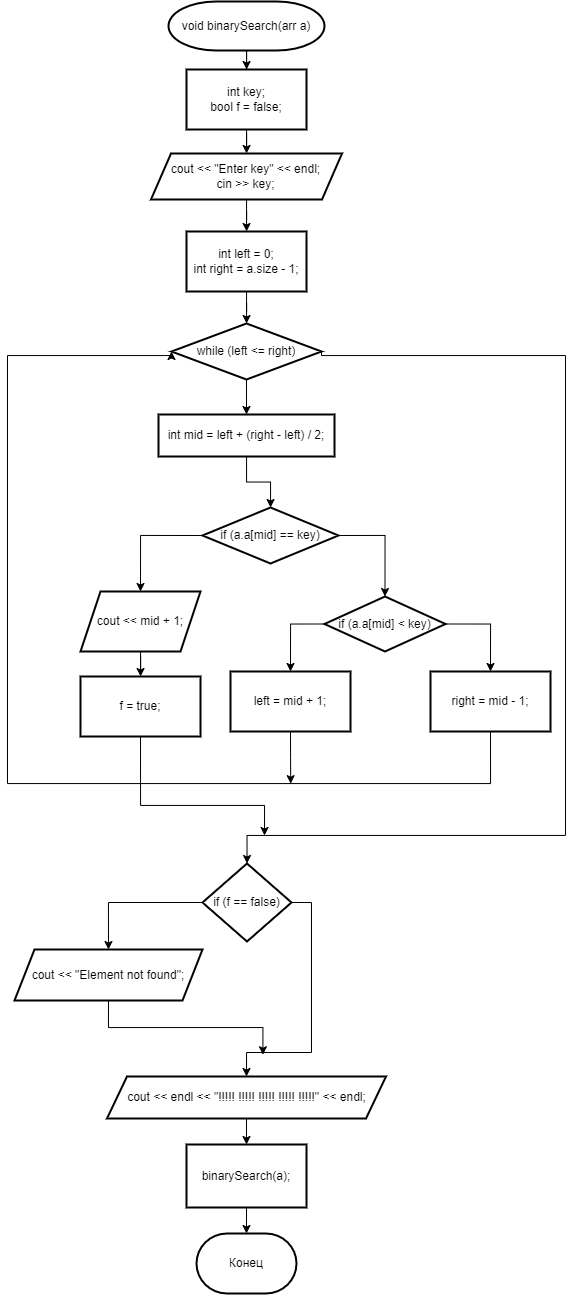 void binarySearch(arr a)
int key;
bool f = false;
cout << "Enter key" << endl;
cin >> key;
int left = 0;
int right = a.size - 1;
while (left <= right)
int mid = left + (right - left) / 2;
if (a.a[mid] == key)
cout << mid + 1;
if (a.a[mid] < key)
f = true;
left = mid + 1;
right = mid - 1;
if (f == false)
cout << "Element not found";
cout << endl << "!!!!! !!!!! !!!!! !!!!! !!!!!" << endl;
binarySearch(a);
Конец